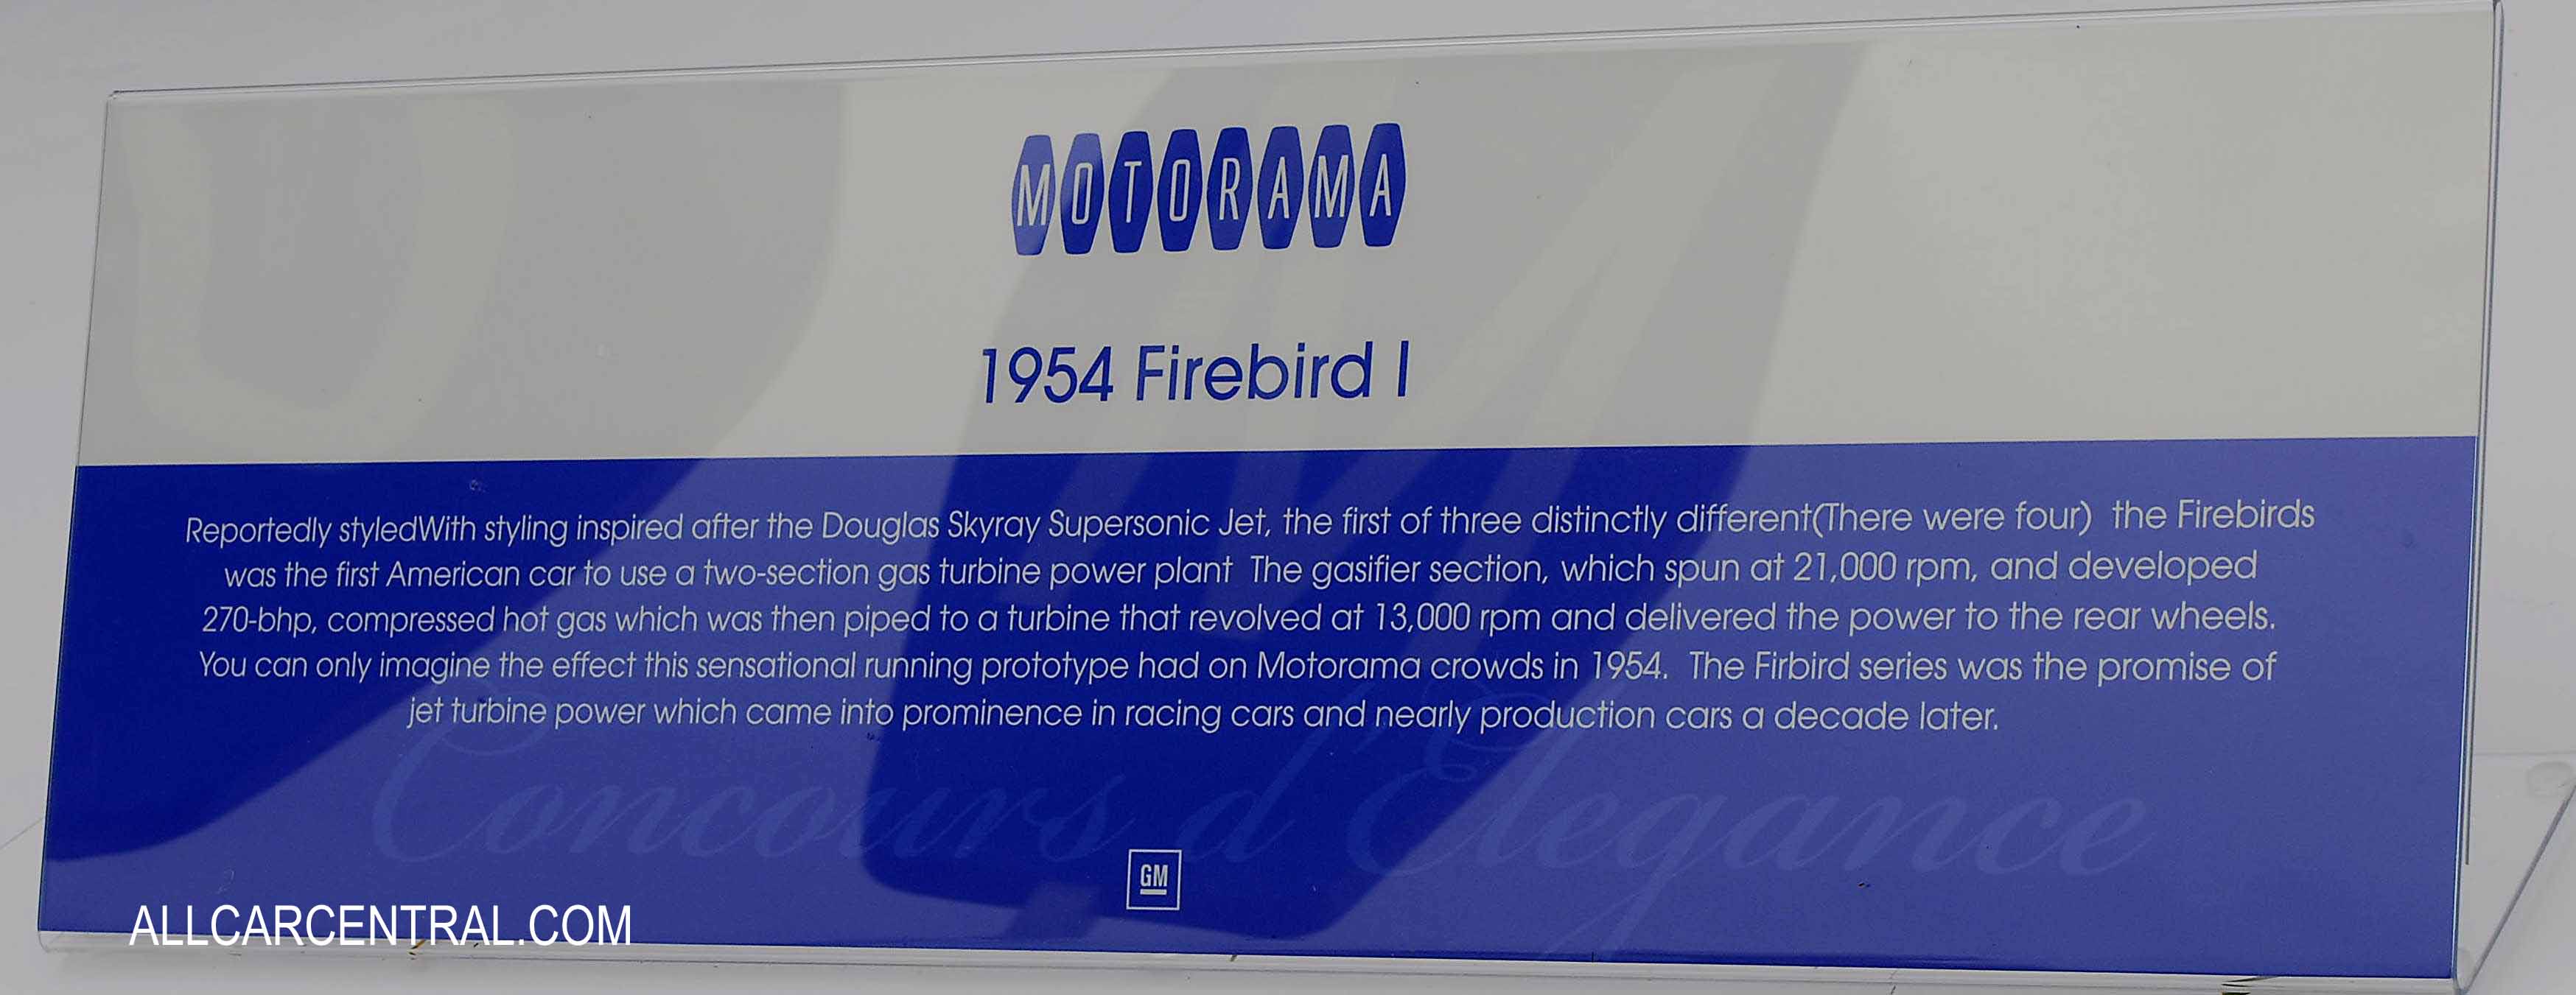 MOTORAMA
1954 Firebird I
Reportedly styledWith styling inspired after the Douglas Skyray Supersonic Jet, the first of three distinctly different(There were four)  the Firebirds
was the first American car to use a two-section gas turbine power plant  The gasifier section, which spun at 21,000 rpm, and developed
270-bhp, compressed hot gas which was then piped to a turbine that revolved at 13,000 rpm and delivered the power to the rear wheels.
You can only imagine the effect this sensational running prototype had on Motorama crowds in 1954.  The Firbird series was the promise of
jet turbine power which came into prominence in racing cars and nearly production cars a decade later.
Concours d'Elegance
GM
ALLCARCENTRAL.COM